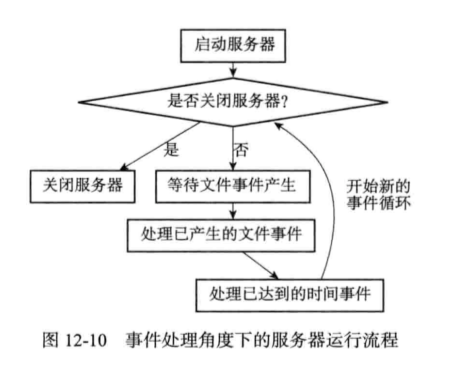 启动服务器
是否关闭服务器?
是
否
关闭服务器
等待文件事件产生
开始新的
事件循环
处理已产生的文件事件
处理已达到的时间事件
图 12-10 事件处理角度下的服务器运行流程